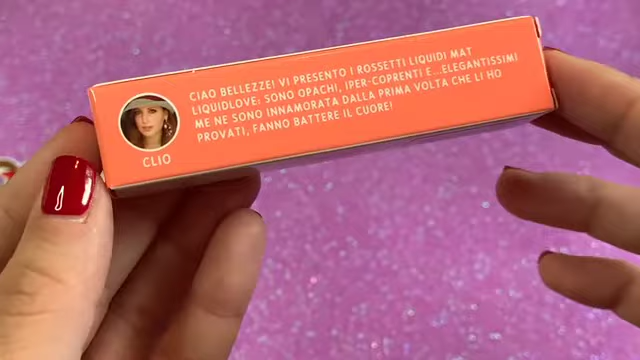 CIAO BELLEZZE! VI PRESENTO I ROSSETTI LIQUIDI MAT
LIQUIDLOVE: SONO OPACHI, IPER-COPRENTI E...ELEGANTISSIMI
ME NE SONO INNAMORATA DALLA PRIMA VOLTA CHE LI HO
PROVATI, FANNO BATTERE IL CUORE!
CLIO